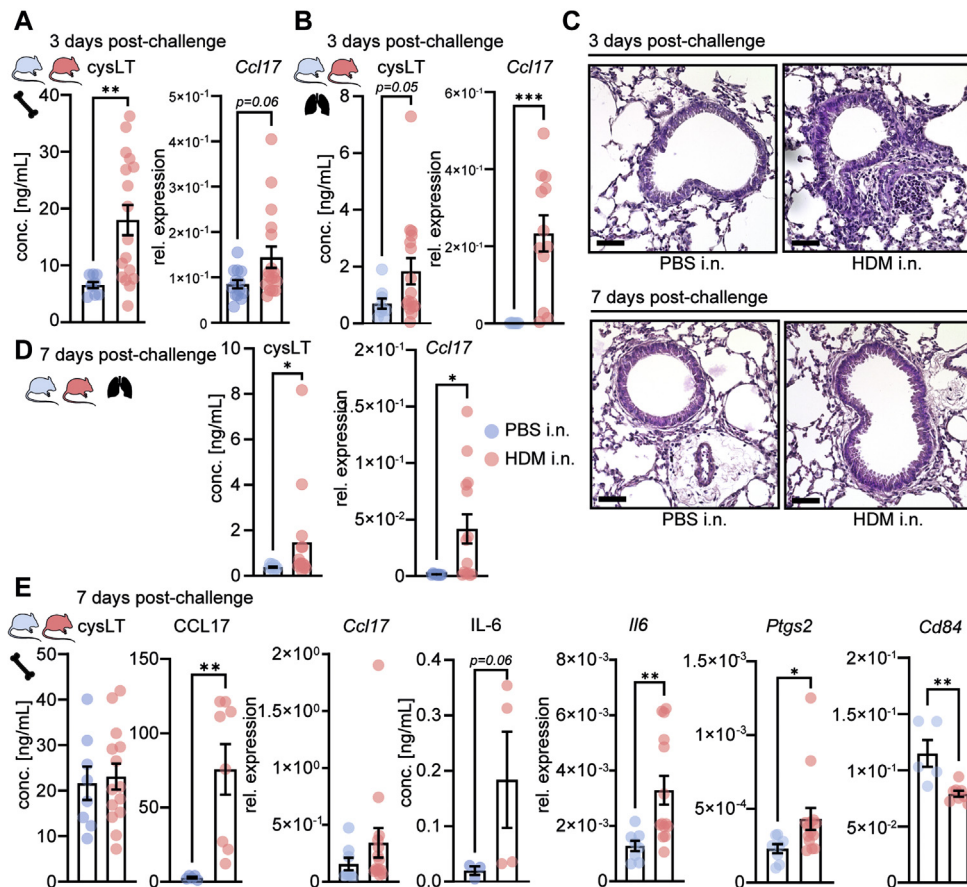 A
3 days post-challenge
cysLT
Ccl17
conc. [ng/mL]
40
30
20
10
0
**
rel. expression
5×10⁻¹
4×10⁻¹
3×10⁻¹
2×10⁻¹
1×10⁻¹
0
p=0.06
B
3 days post-challenge
cysLT
Ccl17
conc. [ng/mL]
8
6
4
2
0
p=0.05
rel. expression
6×10⁻¹
4×10⁻¹
2×10⁻¹
0
***
C
3 days post-challenge
PBS i.n.
HDM i.n.
7 days post-challenge
PBS i.n.
HDM i.n.
D
7 days post-challenge
cysLT
Ccl17
conc. [ng/mL]
10
8
6
4
2
0
*
rel. expression
2×10⁻¹
2×10⁻¹
1×10⁻¹
5×10⁻²
0
*
PBS i.n.
HDM i.n.
E
7 days post-challenge
cysLT
CCL17
Ccl17
IL-6
Il6
Ptgs2
Cd84
conc. [ng/mL]
50
40
30
20
10
0
150
100
50
0
**
rel. expression
2×10⁰
2×10⁰
1×10⁰
5×10⁻¹
0
conc. [ng/mL]
0.4
0.3
0.2
0.1
0.0
p=0.06
rel. expression
8×10⁻³
6×10⁻³
4×10⁻³
2×10⁻³
0
**
1×10⁻³
1×10⁻³
5×10⁻⁴
0
*
2×10⁻¹
1×10⁻¹
5×10⁻²
0
**